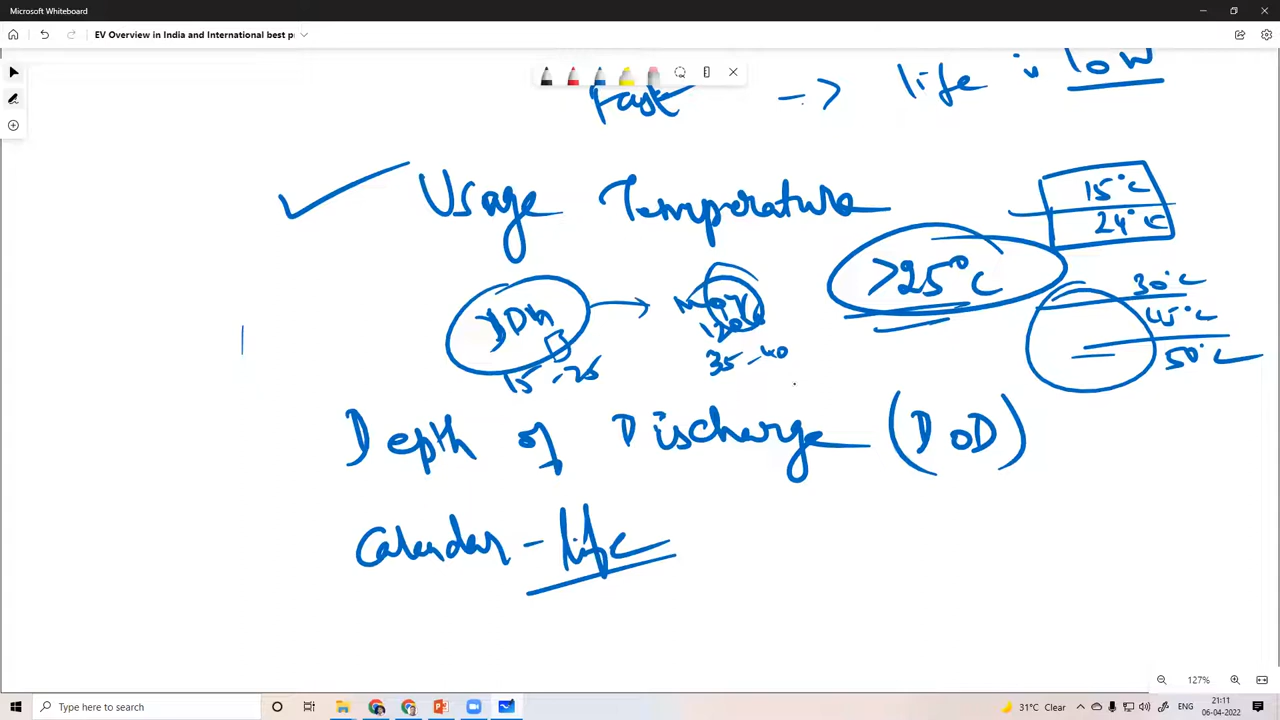 Microsoft Whiteboard
EV Overview in India and International best p
fast -> life is low
Usage Temperature
15°C
24°C
>25°C
30°C
45°C
50°C
15-25
35-40
Depth of Discharge (DoD)
Calendar-life
127%
Type here to search
31°C Clear
ENG
21:11
06-04-2022